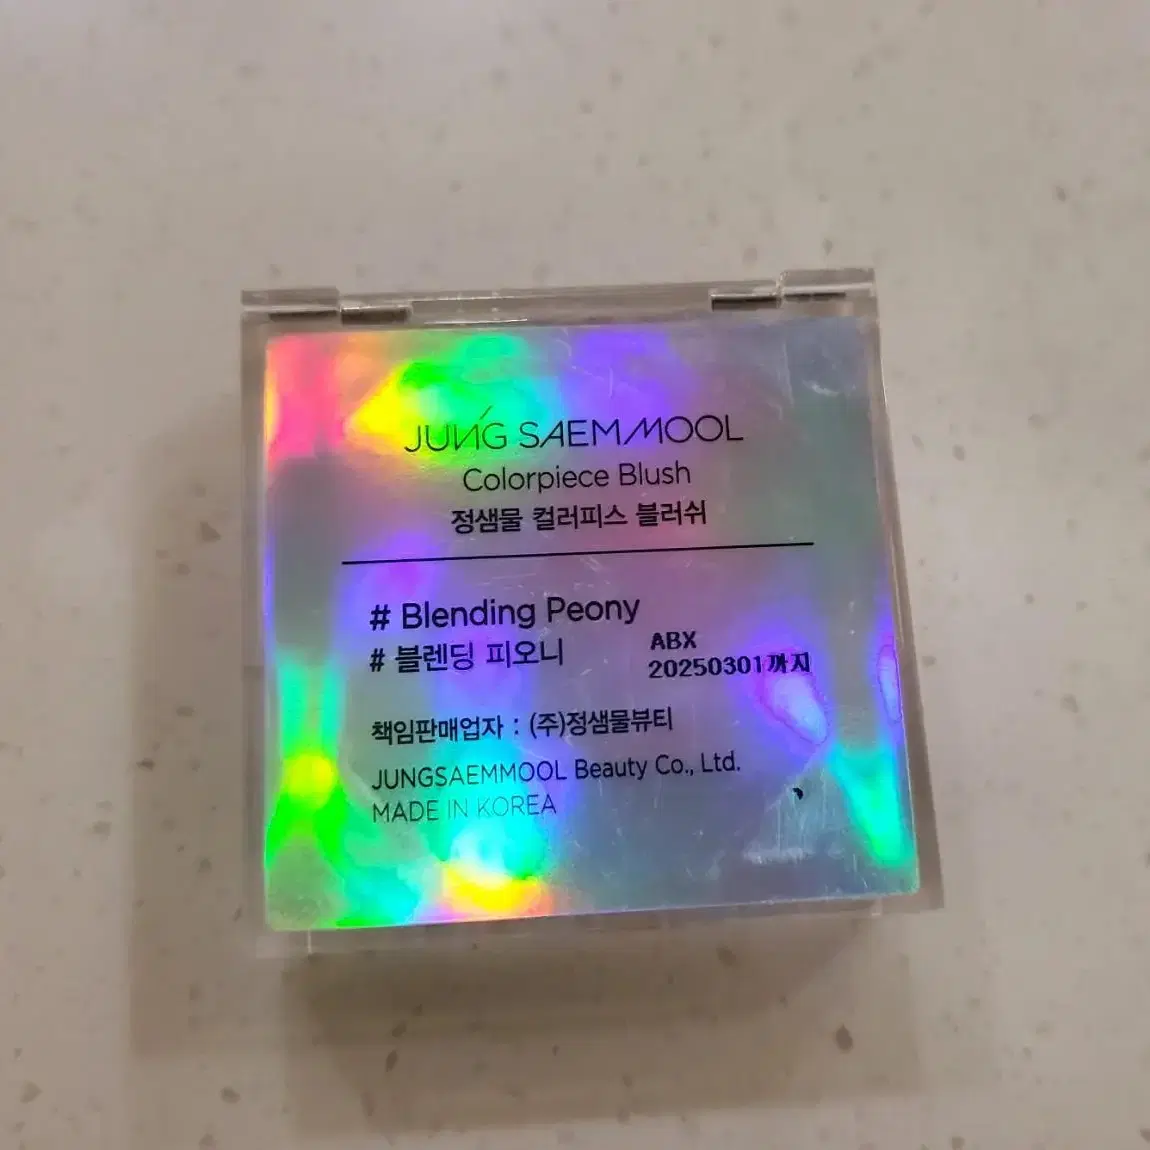 JUNG SAEMMOOL
Colorpiece Blush
정샘물 컬러피스 블러쉬
# Blending Peony
# 블렌딩 피오니
ABX
20250301까지
책임판매업자 : (주)정샘물뷰티
JUNGSAEMMOOL Beauty Co., Ltd.
MADE IN KOREA